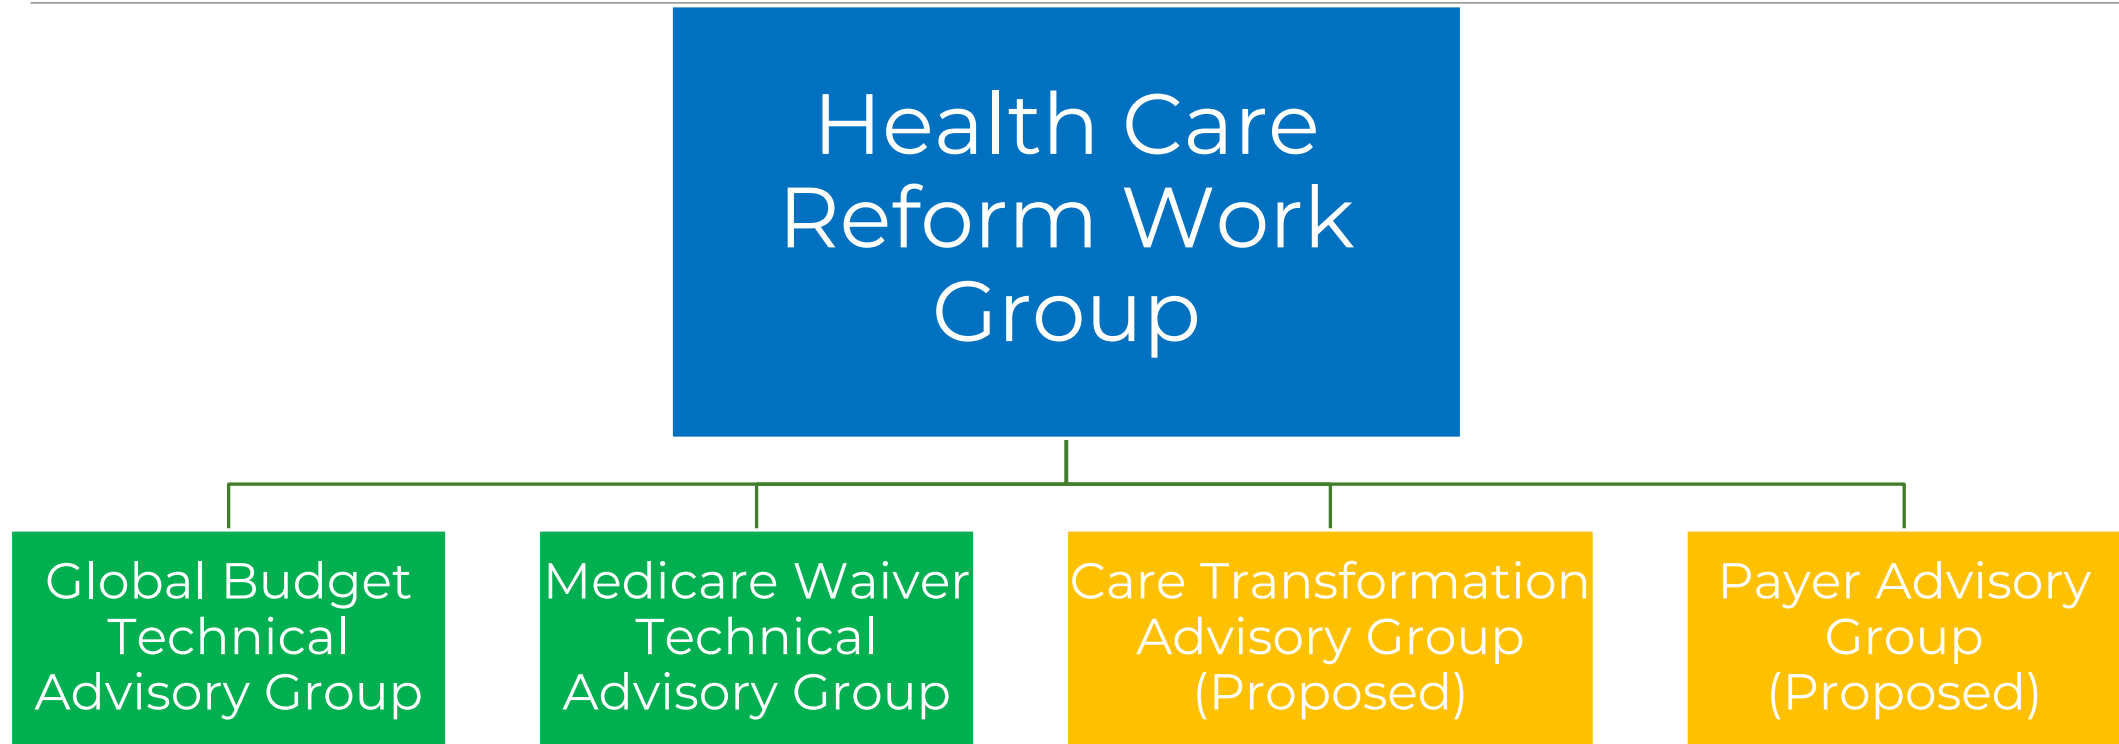 Health Care
Reform Work
Group
Global Budget
Technical
Advisory Group
Medicare Waiver
Technical
Advisory Group
Care Transformation
Advisory Group
(Proposed)
Payer Advisory
Group
(Proposed)